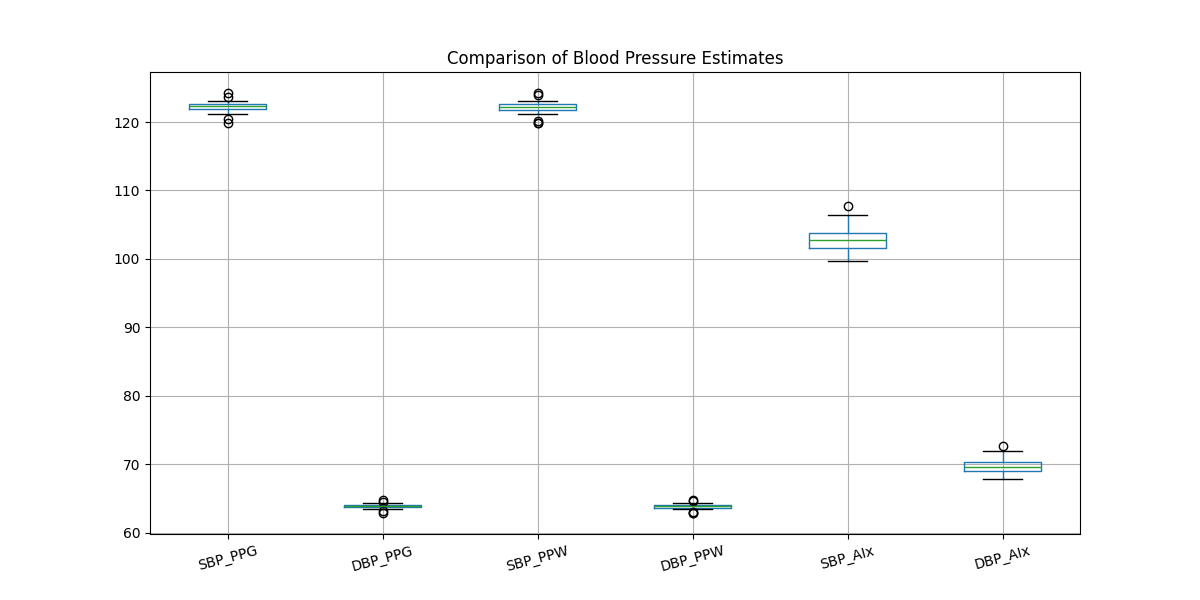 Comparison of Blood Pressure Estimates
120
110
100
90
80
70
60
SBP_PPG
DBP_PPG
SBP_PPW
DBP_PPW
SBP_AIx
DBP_AIx